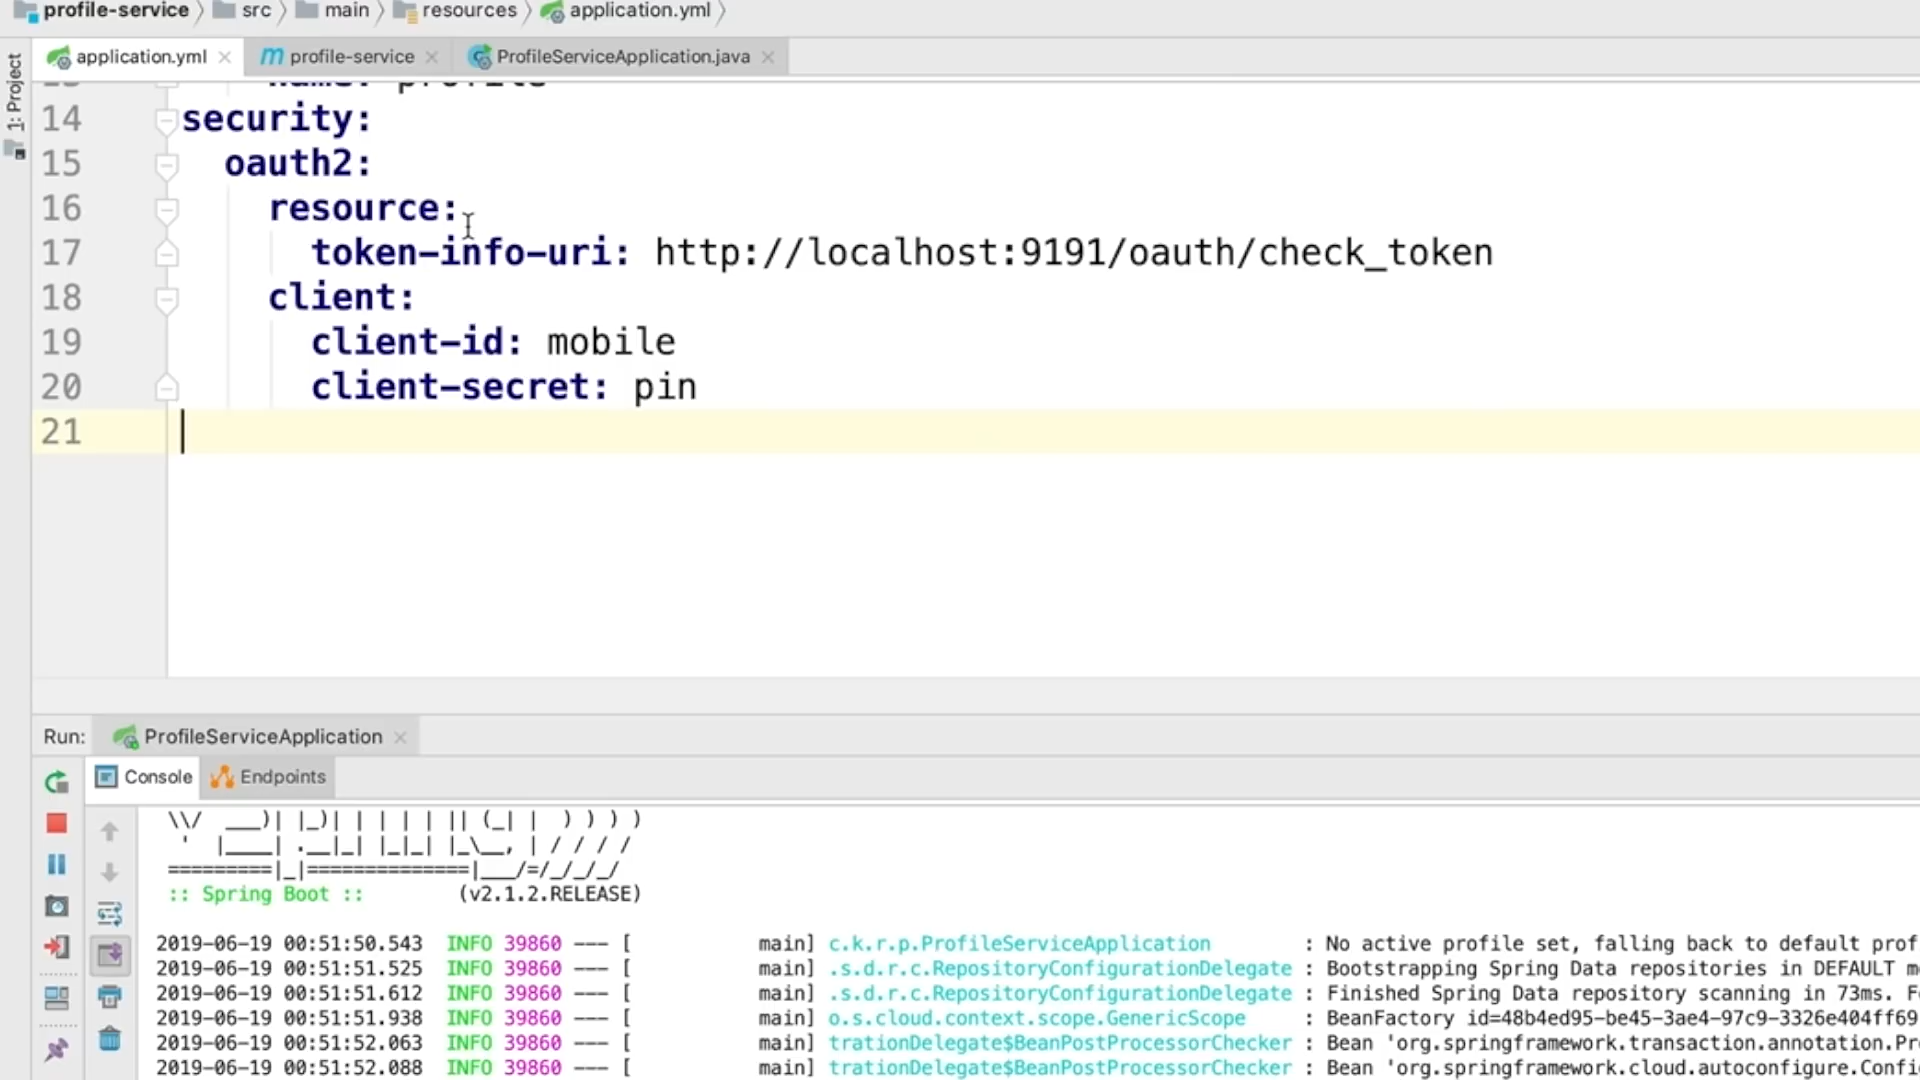 profile-service src main resources application.yml
application.yml profile-service ProfileServiceApplication.java
1: Project
name: profile
14 security:
15 oauth2:
16 resource:
17 token-info-uri: http://localhost:9191/oauth/check_token
18 client:
19 client-id: mobile
20 client-secret: pin
21
Run: ProfileServiceApplication
Console Endpoints
:: Spring Boot :: (v2.1.2.RELEASE)
2019-06-19 00:51:50.543 INFO 39860 --- [ main] c.k.r.p.ProfileServiceApplication : No active profile set, falling back to default prof
2019-06-19 00:51:51.525 INFO 39860 --- [ main] .s.d.r.c.RepositoryConfigurationDelegate : Bootstrapping Spring Data repositories in DEFAULT m
2019-06-19 00:51:51.612 INFO 39860 --- [ main] .s.d.r.c.RepositoryConfigurationDelegate : Finished Spring Data repository scanning in 73ms. F
2019-06-19 00:51:51.938 INFO 39860 --- [ main] o.s.cloud.context.scope.GenericScope : BeanFactory id=48b4ed95-be45-3ae4-97c9-3326e404ff69
2019-06-19 00:51:52.063 INFO 39860 --- [ main] trationDelegate$BeanPostProcessorChecker : Bean 'org.springframework.transaction.annotation.Pr
2019-06-19 00:51:52.088 INFO 39860 --- [ main] trationDelegate$BeanPostProcessorChecker : Bean 'org.springframework.cloud.autoconfigure.Confi